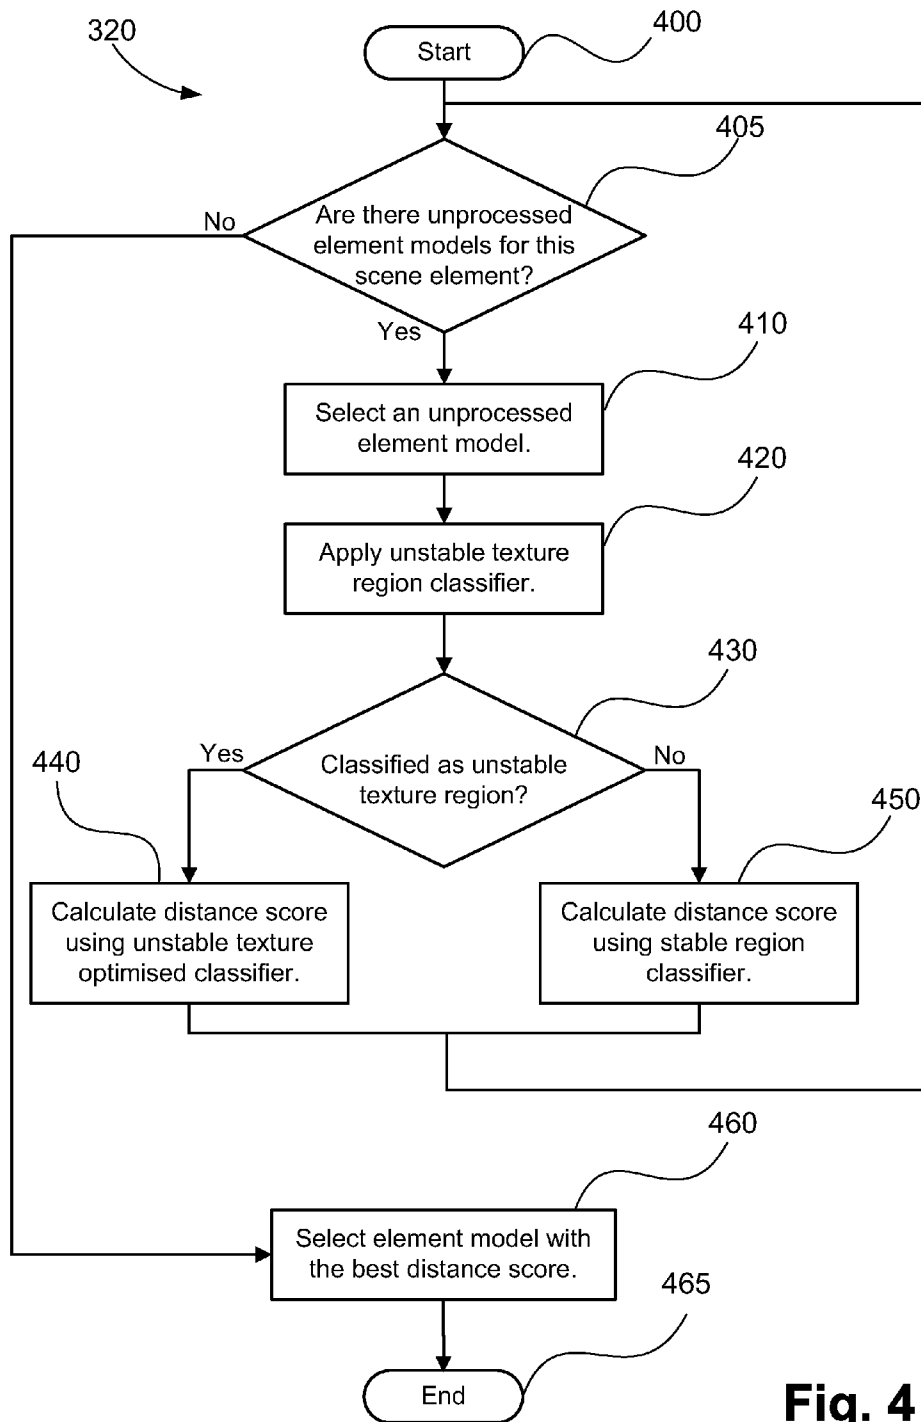 320
Start
400
405
No
Are there unprocessed
element models for this
scene element?
Yes
410
Select an unprocessed
element model.
420
Apply unstable texture
region classifier.
430
Yes
No
Classified as unstable
texture region?
440
450
Calculate distance score
using unstable texture
optimised classifier.
Calculate distance score
using stable region
classifier.
460
Select element model with
the best distance score.
465
End
Fig. 4